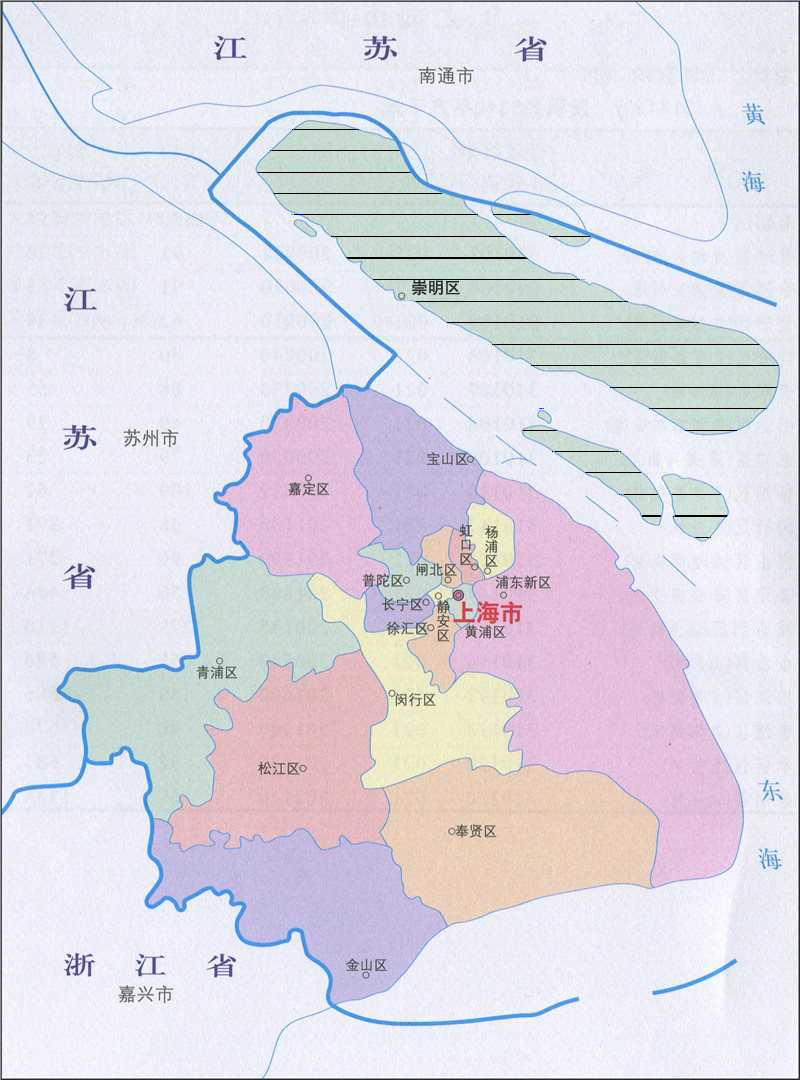 江 苏 省
南通市
黄海
崇明区
江苏省
苏州市
宝山区
嘉定区
虹口区
杨浦区
闸北区
普陀区
浦东新区
长宁区
静安区
上海市
徐汇区
黄浦区
青浦区
闵行区
松江区
东海
奉贤区
浙 江 省
金山区
嘉兴市